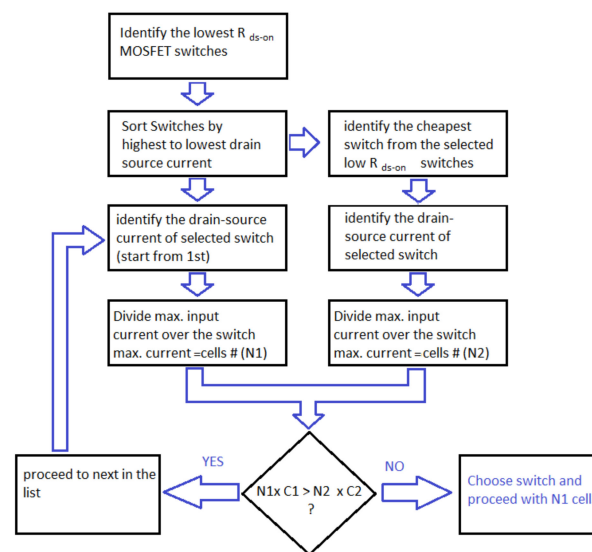 Identify the lowest R ds-on
MOSFET switches
Sort Switches by
highest to lowest drain
source current
identify the cheapest
switch from the selected
low R ds-on switches
identify the drain-source
current of selected switch
(start from 1st)
identify the drain-
source current of
selected switch
Divide max. input
current over the switch
max. current =cells # (N1)
Divide max. input
current over the switch
max. current =cells # (N2)
YES
NO
proceed to next in the
list
N1x C1 > N2 x C2
?
Choose switch and
proceed with N1 cell